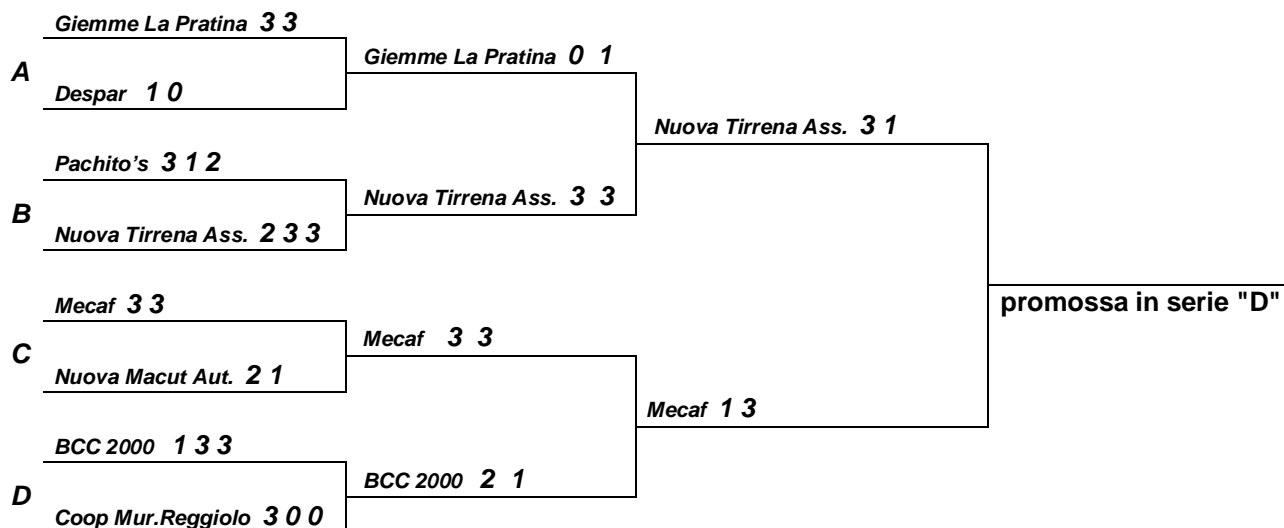 Giemme La Pratina 3 3
A
Despar 1 0
Giemme La Pratina 0 1
Pachito's 3 1 2
B
Nuova Tirrena Ass. 2 3 3
Nuova Tirrena Ass. 3 3
Nuova Tirrena Ass. 3 1
Mecaf 3 3
C
Nuova Macut Aut. 2 1
Mecaf 3 3
BCC 2000 1 3 3
D
Coop Mur.Reggiolo 3 0 0
BCC 2000 2 1
Mecaf 1 3
promossa in serie "D"